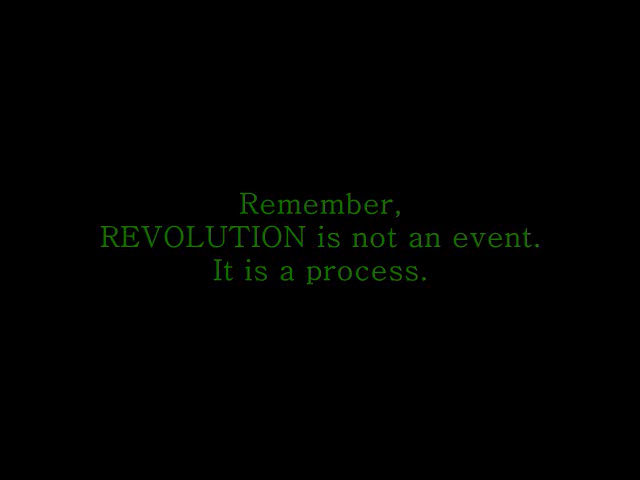 Remember,
REVOLUTION is not an event.
It is a process.